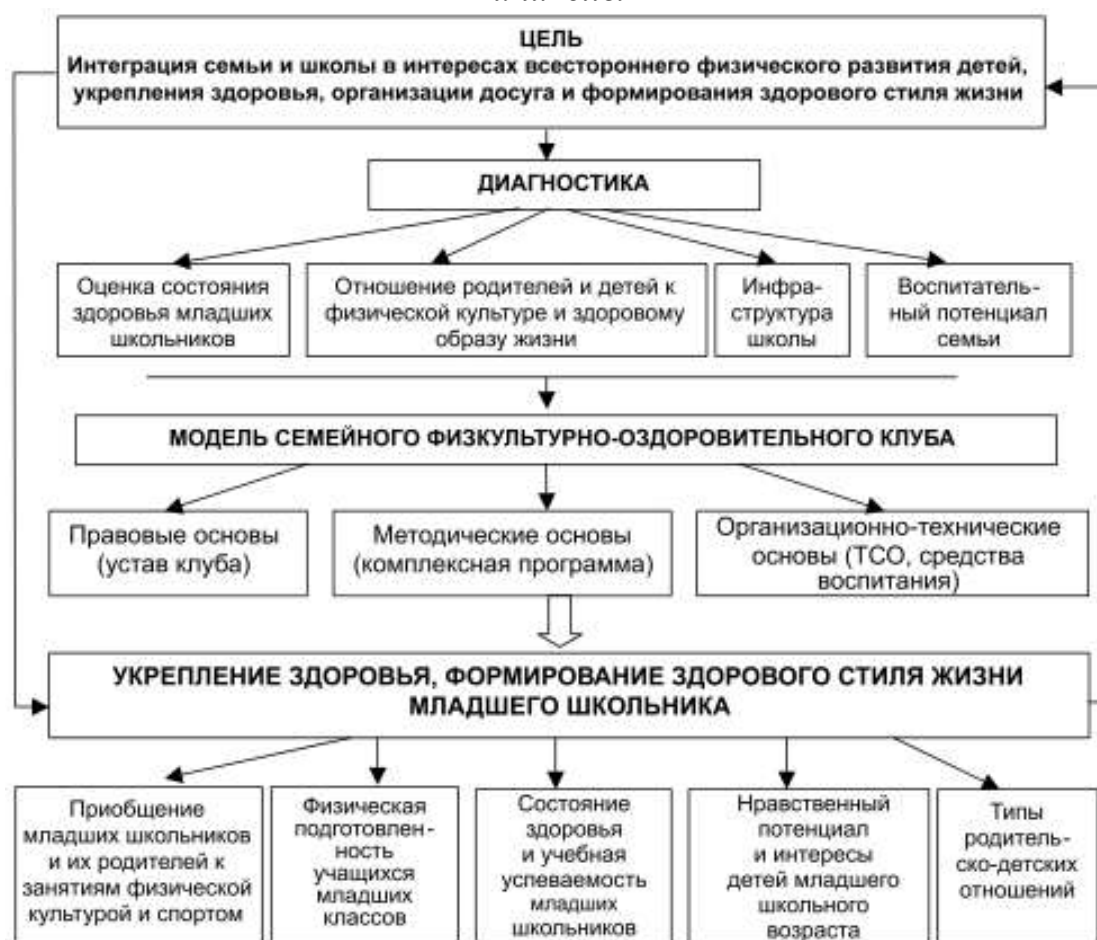 ЦЕЛЬ
Интеграция семьи и школы в интересах всестороннего физического развития детей,
укрепления здоровья, организации досуга и формирования здорового стиля жизни
ДИАГНОСТИКА
Оценка состояния
здоровья младших
школьников
Отношение родителей и детей к
физической культуре и здоровому
образу жизни
Инфра-
структура
школы
Воспитатель-
ный потенциал
семьи
МОДЕЛЬ СЕМЕЙНОГО ФИЗКУЛЬТУРНО-ОЗДОРОВИТЕЛЬНОГО КЛУБА
Правовые основы
(устав клуба)
Методические основы
(комплексная программа)
Организационно-технические
основы (ТСО, средства
воспитания)
УКРЕПЛЕНИЕ ЗДОРОВЬЯ, ФОРМИРОВАНИЕ ЗДОРОВОГО СТИЛЯ ЖИЗНИ
МЛАДШЕГО ШКОЛЬНИКА
Приобщение
младших школьников
и их родителей к
занятиям физической
культурой и спортом
Физическая
подготовлен-
ность
учащихся
младших
классов
Состояние
здоровья
и учебная
успеваемость
младших
школьников
Нравственный
потенциал
и интересы
детей младшего
школьного
возраста
Типы
родитель-
ско-детских
отношений